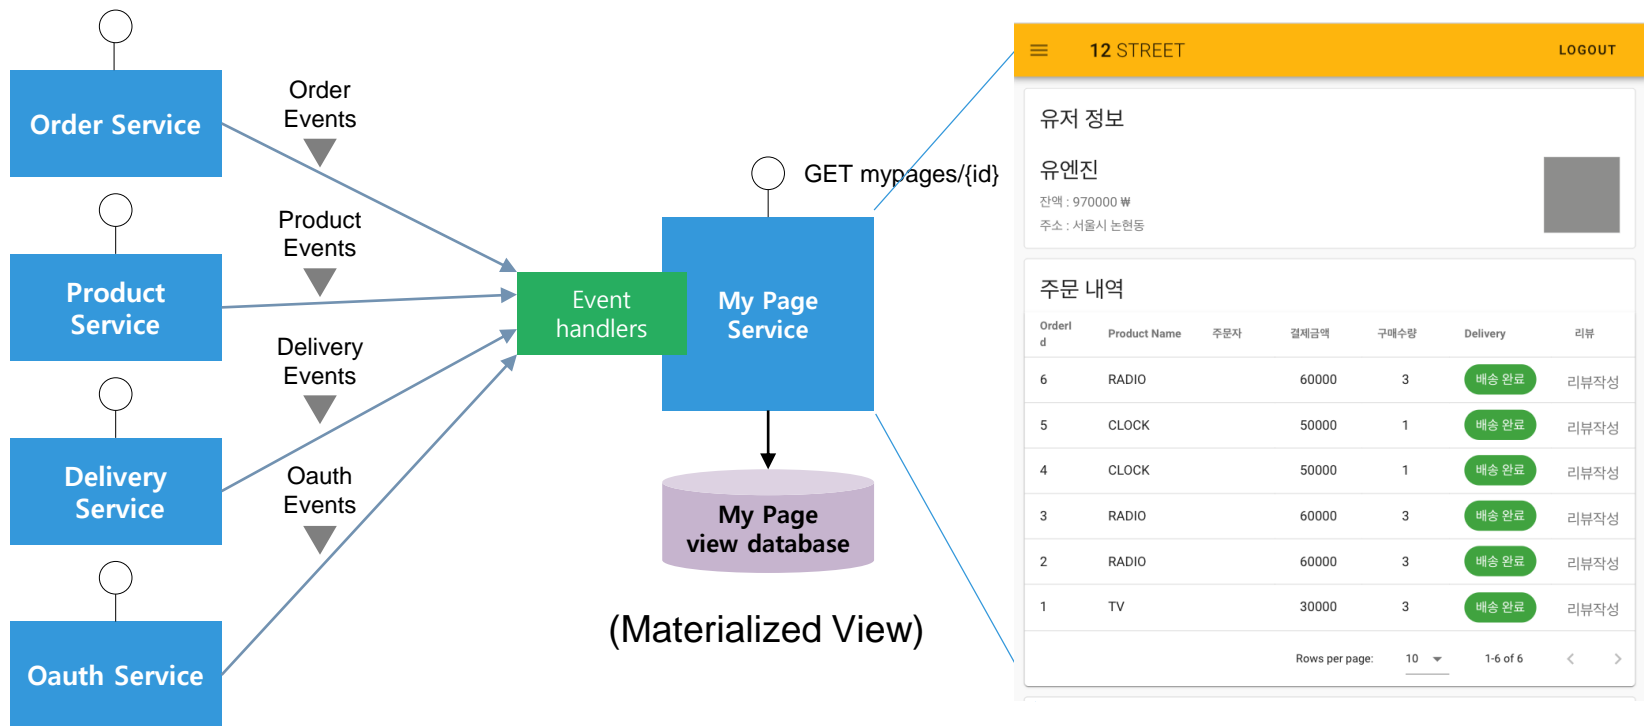 Order Service
Order
Events
Product
Service
Product
Events
Delivery
Service
Delivery
Events
Oauth Service
Oauth
Events
Event
handlers
My Page
Service
GET mypages/{id}
My Page
view database
(Materialized View)
12 STREET
LOGOUT
유저 정보
유엔진
잔액 : 970000 ₩
주소 : 서울시 논현동
주문 내역
OrderI
d
Product Name
주문자
결제금액
구매수량
Delivery
리뷰
6 RADIO 60000 3 배송 완료 리뷰작성
5 CLOCK 50000 1 배송 완료 리뷰작성
4 CLOCK 50000 1 배송 완료 리뷰작성
3 RADIO 60000 3 배송 완료 리뷰작성
2 RADIO 60000 3 배송 완료 리뷰작성
1 TV 30000 3 배송 완료 리뷰작성
Rows per page: 10 1-6 of 6